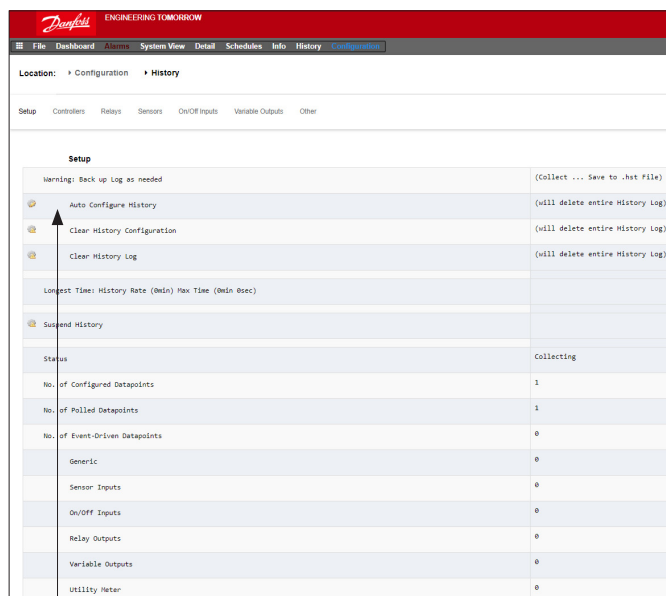 Danfoss ENGINEERING TOMORROW
File Dashboard Alarms System View Detail Schedules Info History Configuration
Location: Configuration History
Setup Controllers Relays Sensors On/Off Inputs Variable Outputs Other
Setup
Warning: Back up Log as needed (Collect ... Save to .hst File)
Auto Configure History (will delete entire History Log)
Clear History Configuration (will delete entire History Log)
Clear History Log (will delete entire History Log)
Longest Time: History Rate (0min) Max Time (0min 0sec)
Suspend History
Status Collecting
No. of Configured Datapoints 1
No. of Polled Datapoints 1
No. of Event-Driven Datapoints 0
Generic 0
Sensor Inputs 0
On/Off Inputs 0
Relay Outputs 0
Variable Outputs 0
Utility Meter 0